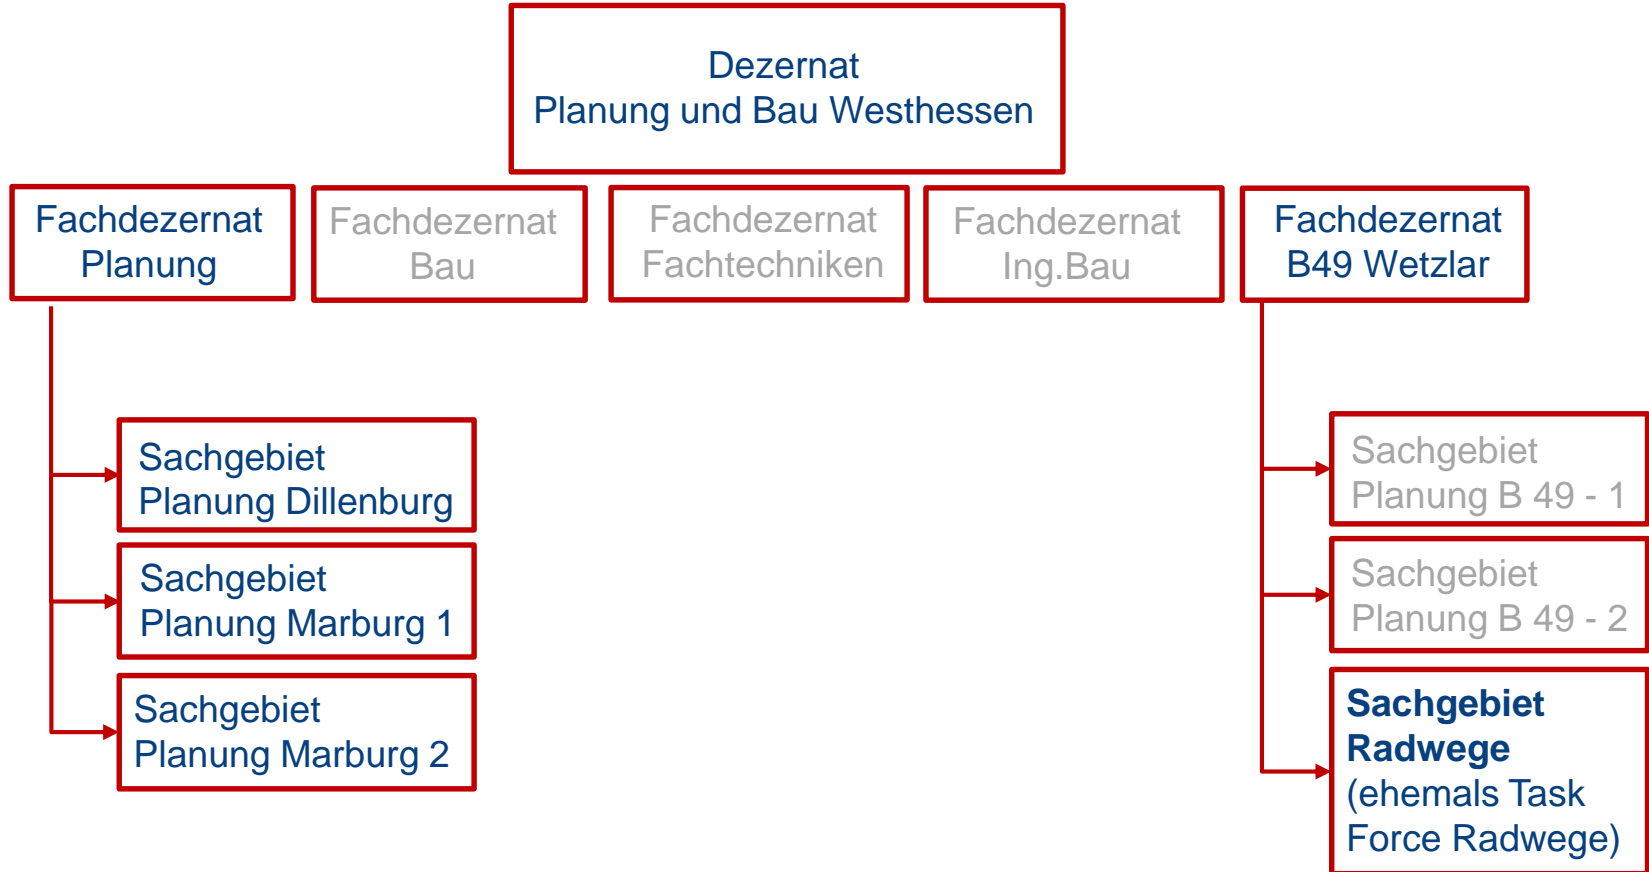 Dezernat
Planung und Bau Westhessen
Fachdezernat
Planung
Fachdezernat
Bau
Fachdezernat
Fachtechniken
Fachdezernat
Ing.Bau
Fachdezernat
B49 Wetzlar
Sachgebiet
Planung Dillenburg
Sachgebiet
Planung Marburg 1
Sachgebiet
Planung Marburg 2
Sachgebiet
Planung B 49 - 1
Sachgebiet
Planung B 49 - 2
Sachgebiet
Radwege
(ehemals Task
Force Radwege)